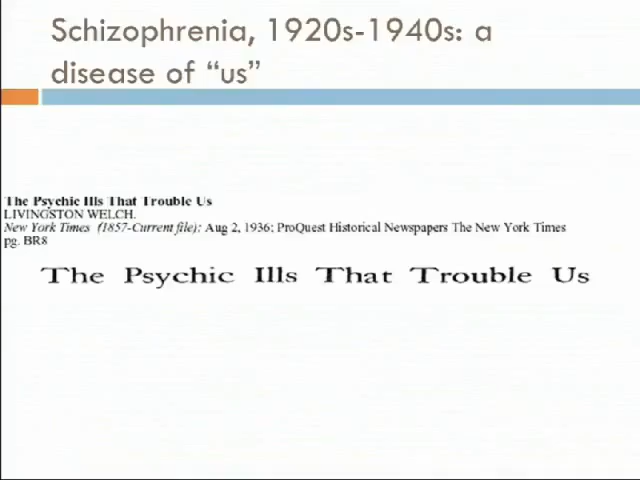 Schizophrenia, 1920s-1940s: a
disease of “us”
The Psychic Ills That Trouble Us
LIVINGSTON WELCH.
New York Times (1857-Current file); Aug 2, 1936; ProQuest Historical Newspapers The New York Times
pg. BR8
The Psychic Ills That Trouble Us